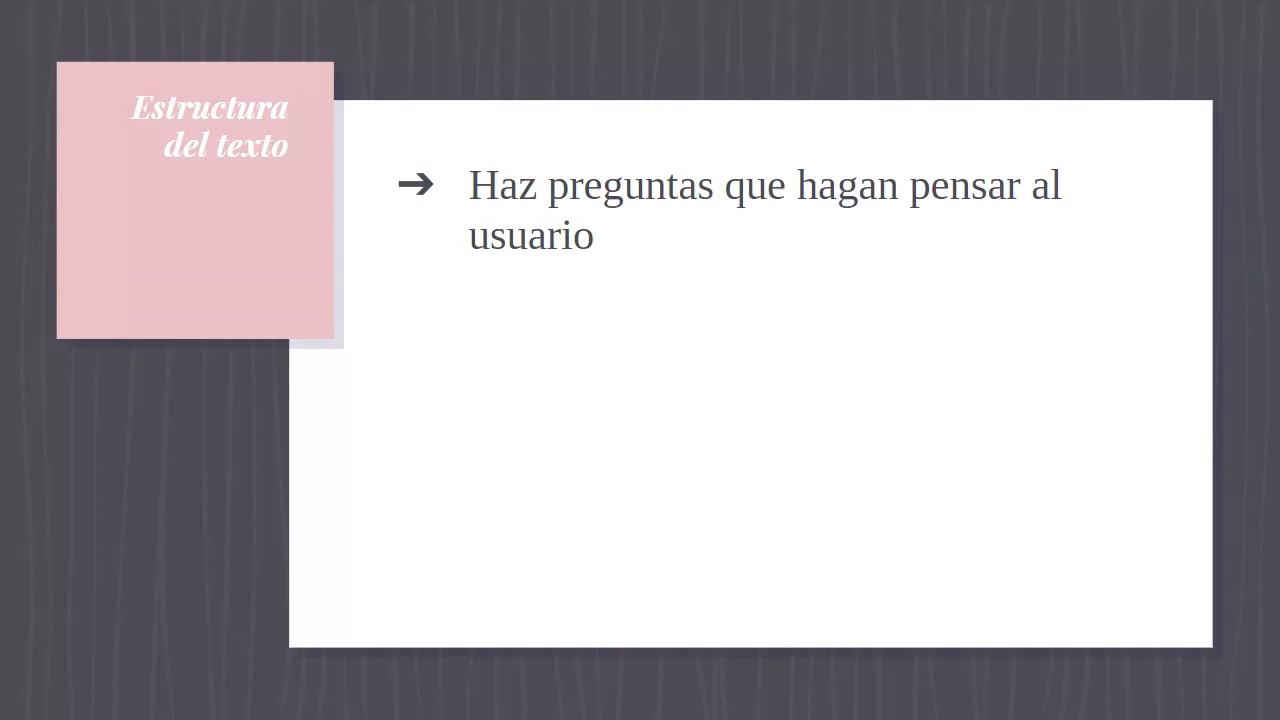 Estructura
del texto
➔ Haz preguntas que hagan pensar al
usuario